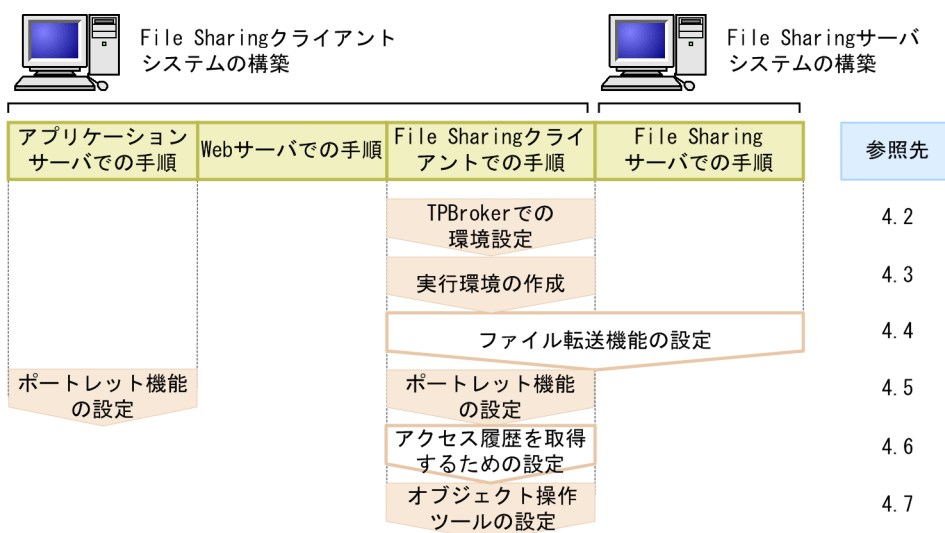 File Sharingクライアント
システムの構築
File Sharingサーバ
システムの構築
アプリケーション
サーバでの手順
Webサーバでの手順
File Sharingクライ
アントでの手順
File Sharing
サーバでの手順
参照先
TPBrokerでの
環境設定
4.2
実行環境の作成
4.3
ファイル転送機能の設定
4.4
ポートレット機能
の設定
ポートレット機能
の設定
4.5
アクセス履歴を取得
するための設定
4.6
オブジェクト操作
ツールの設定
4.7